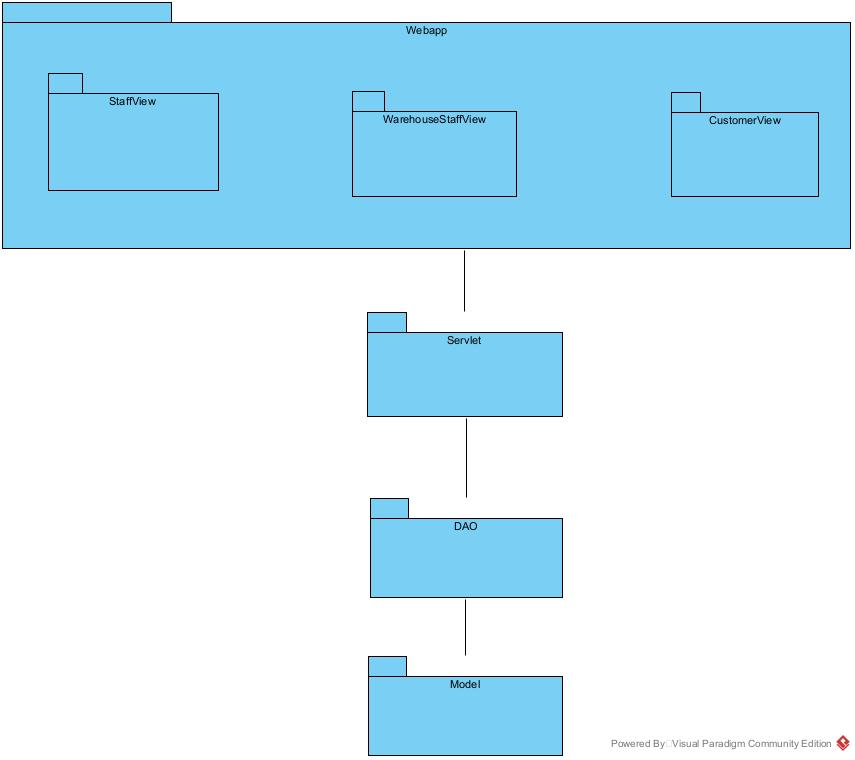 Webapp
StaffView
WarehouseStaffView
CustomerView
Servlet
DAO
Model
Powered By Visual Paradigm Community Edition